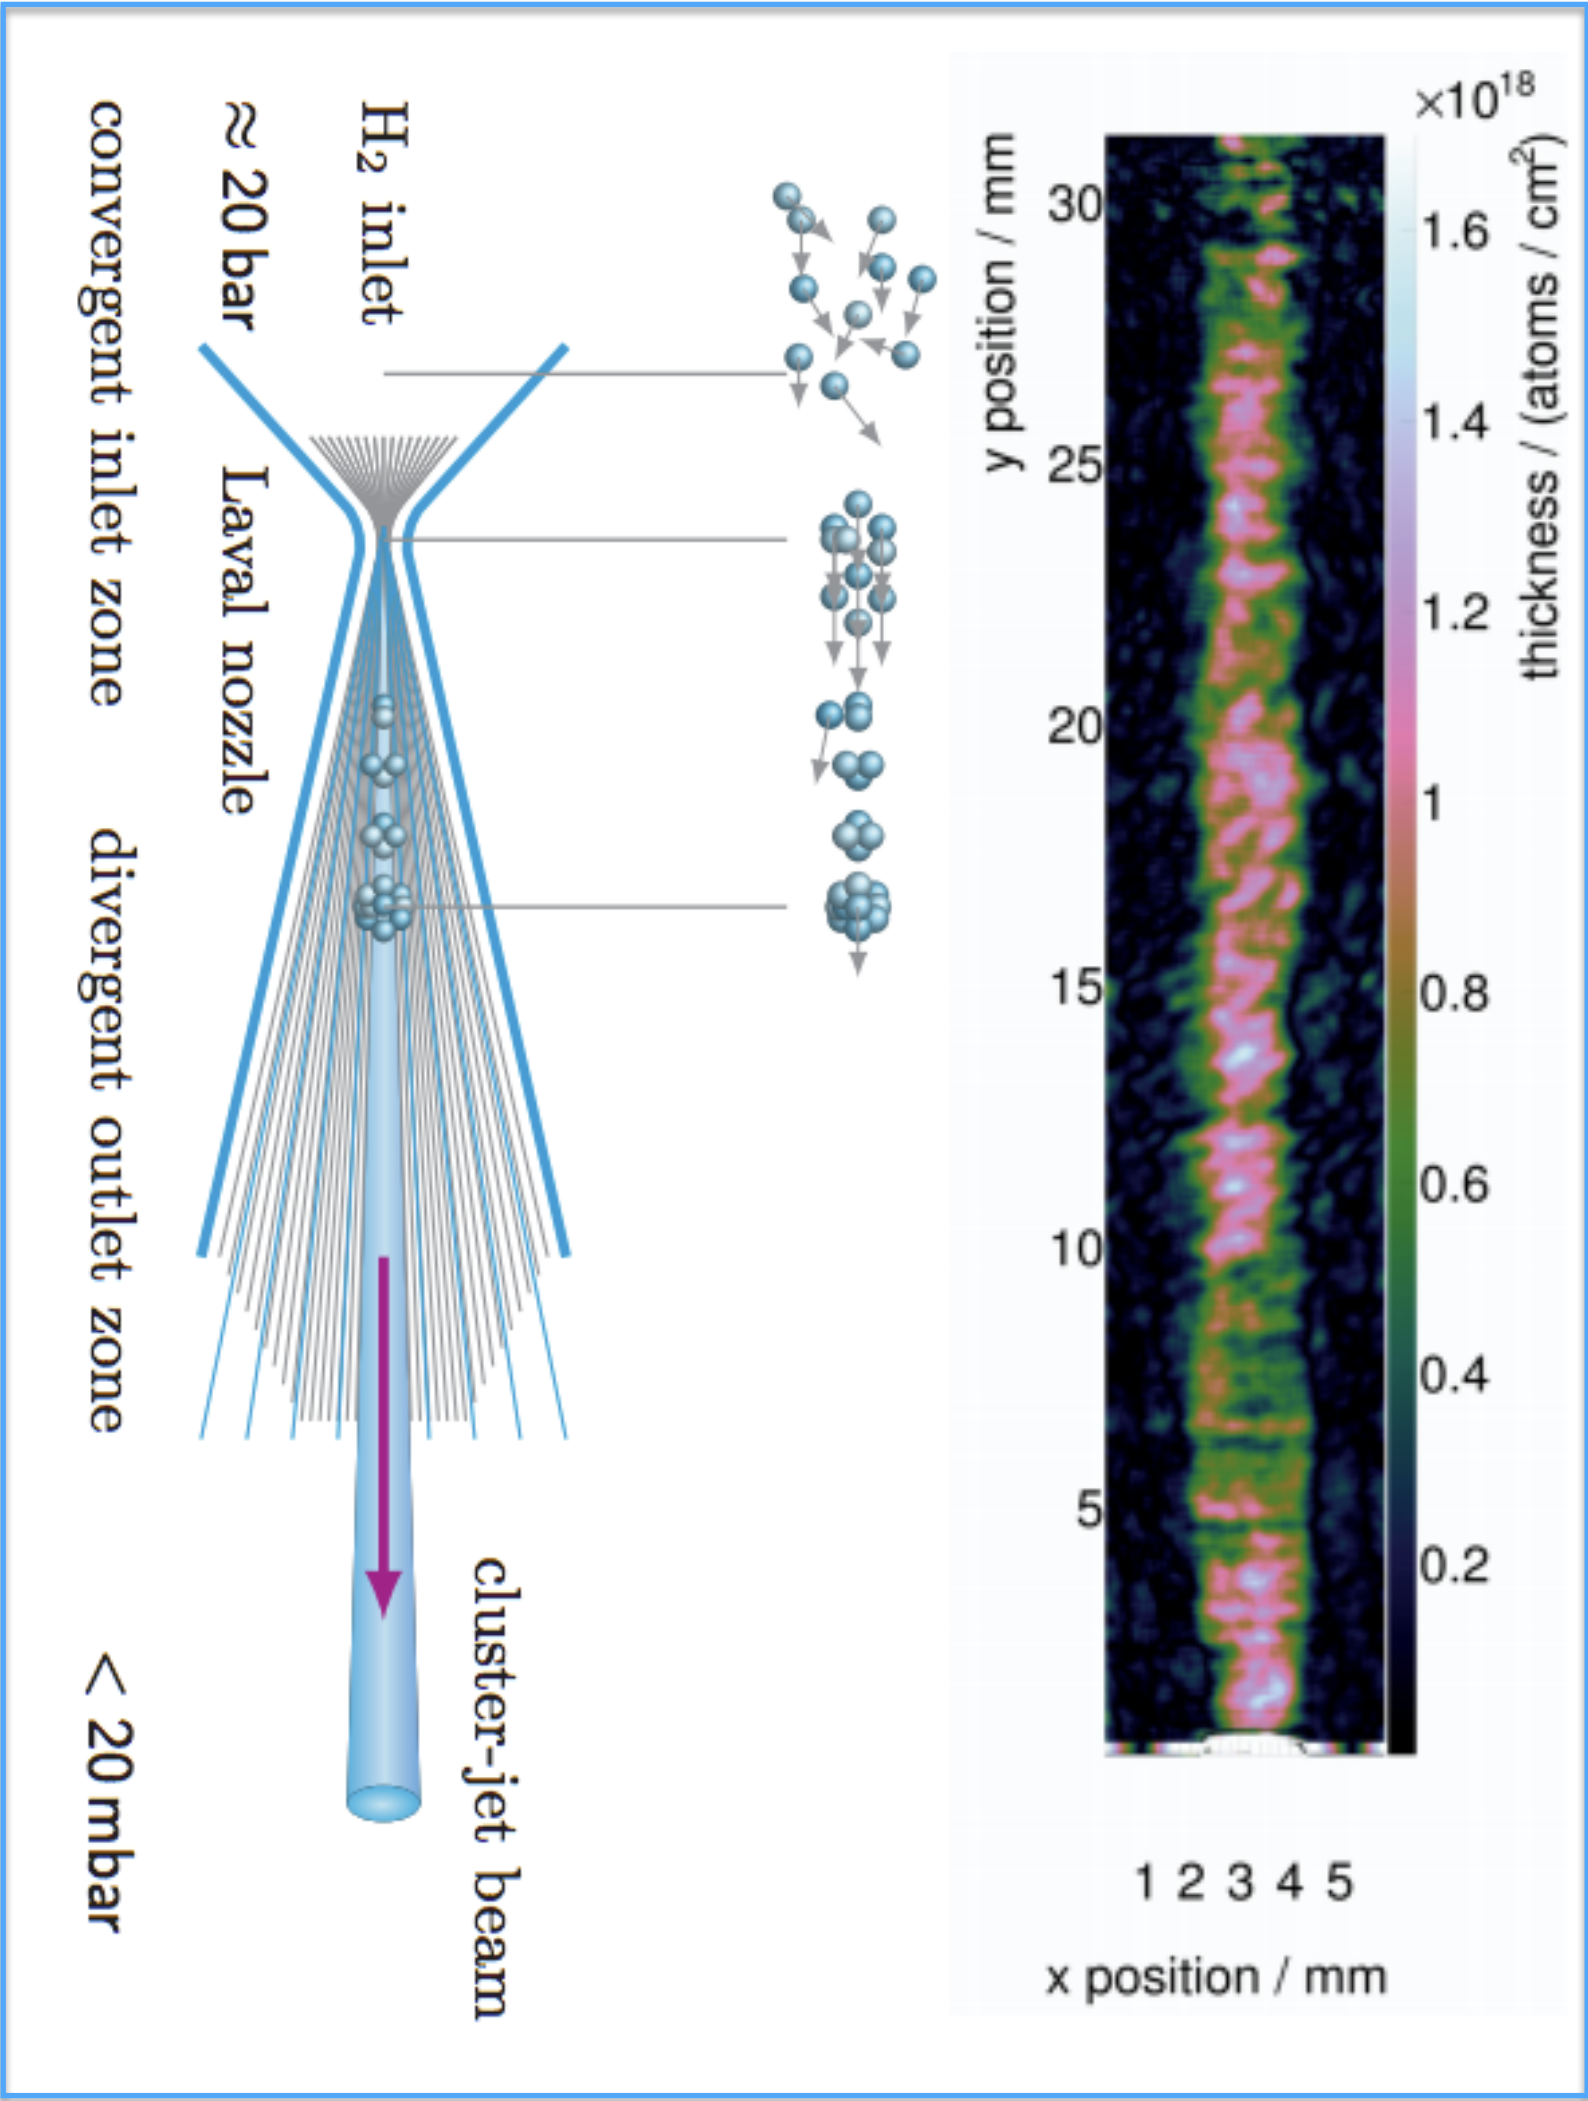 H₂ inlet
≈ 20 bar
convergent inlet zone
Laval nozzle
divergent outlet zone
cluster-jet beam
< 20 mbar
×10¹⁸
thickness / (atoms / cm²)
1.6
1.4
1.2
1
0.8
0.6
0.4
0.2
y position / mm
30
25
20
15
10
5
1 2 3 4 5
x position / mm